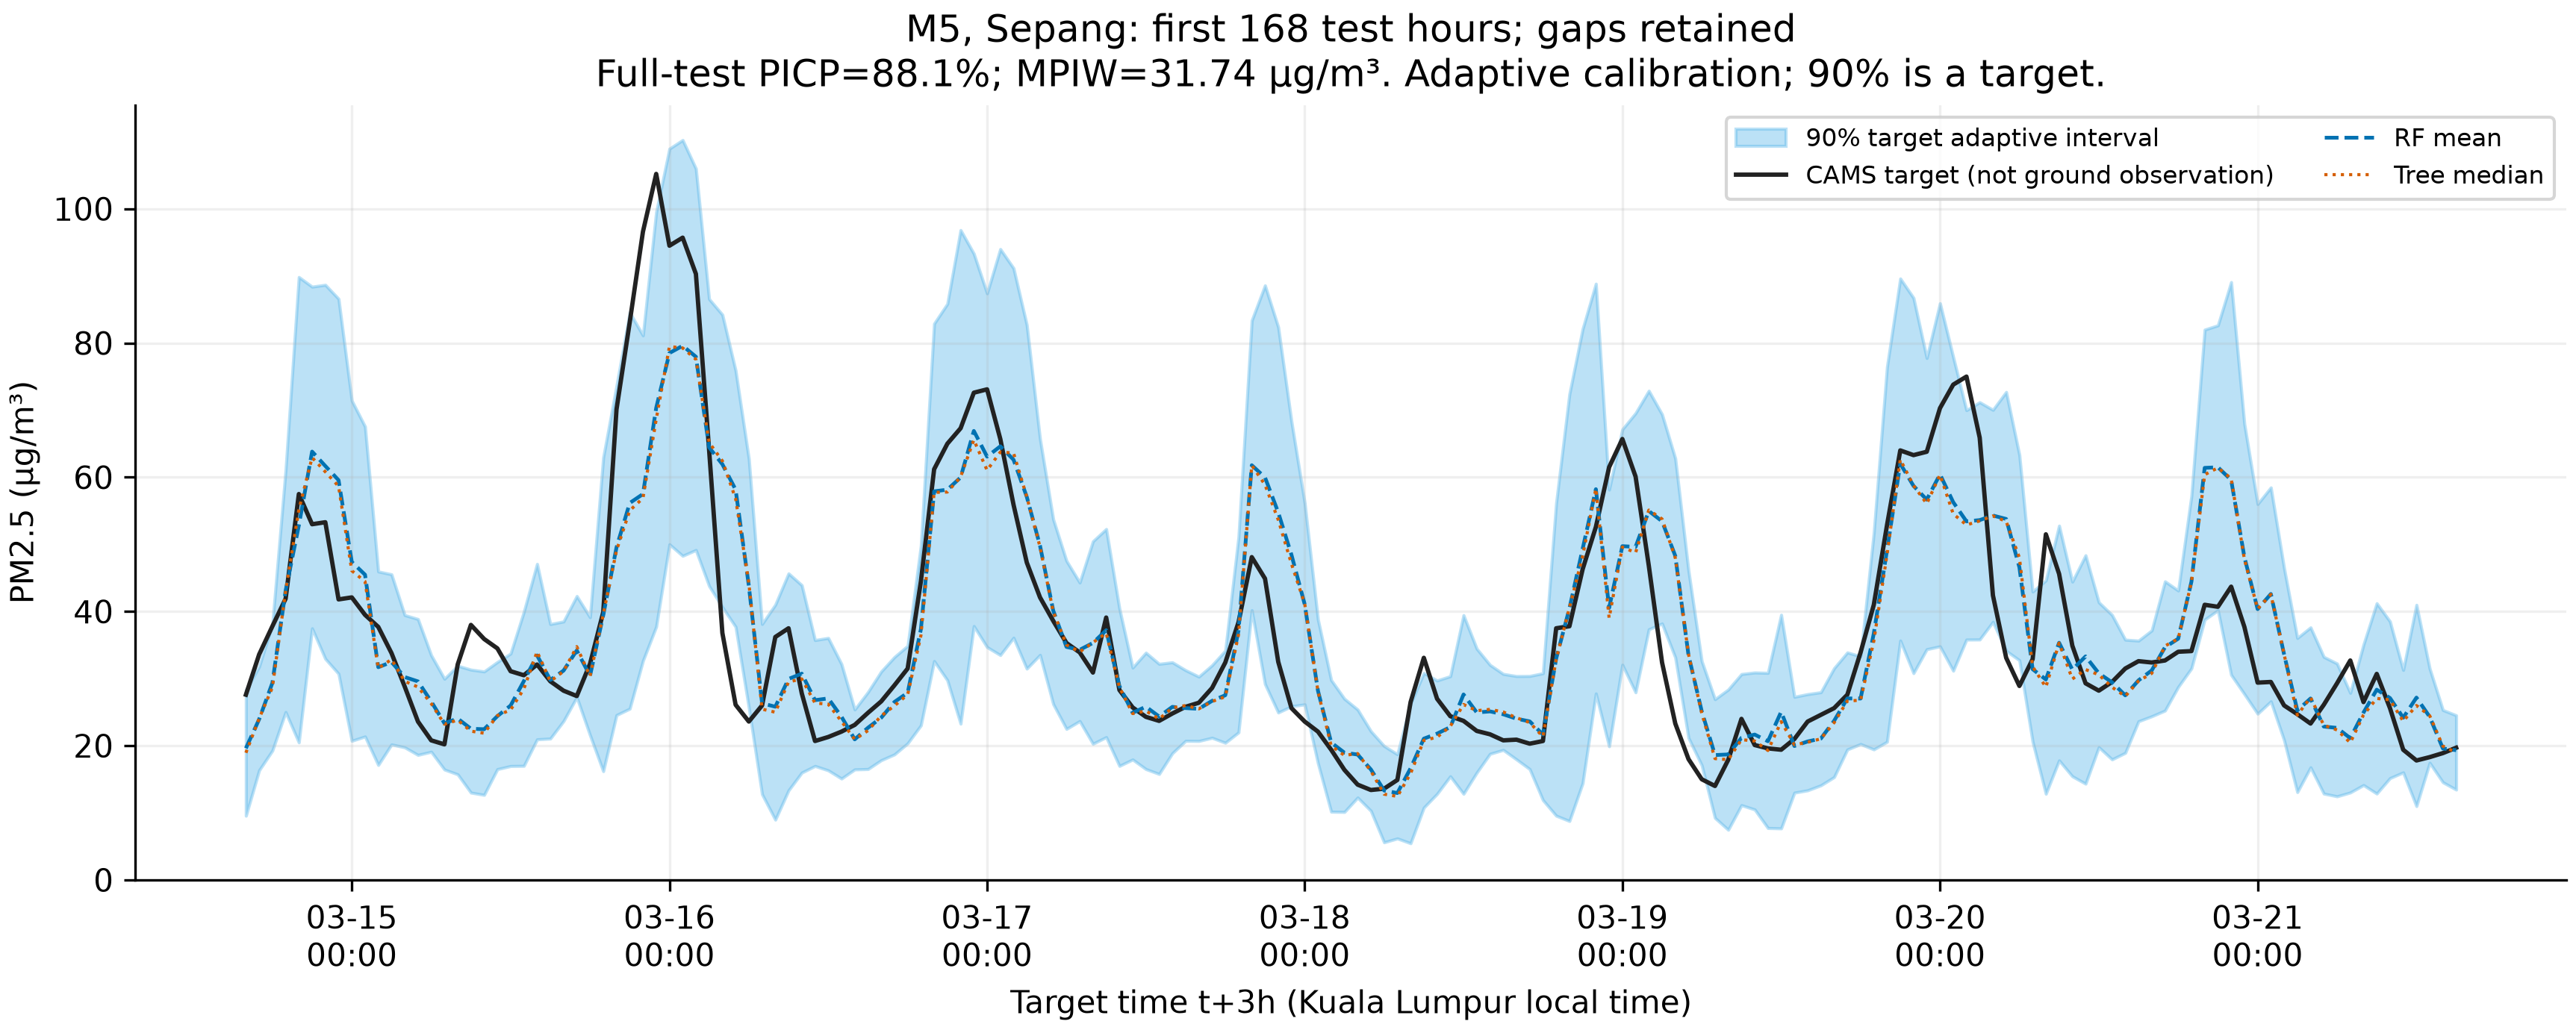 M5, Sepang: first 168 test hours; gaps retained
Full-test PICP=88.1%; MPIW=31.74 µg/m³. Adaptive calibration; 90% is a target.
90% target adaptive interval
CAMS target (not ground observation)
RF mean
Tree median
PM2.5 (µg/m³)
100
80
60
40
20
0
03-15
00:00
03-16
00:00
03-17
00:00
03-18
00:00
03-19
00:00
03-20
00:00
03-21
00:00
Target time t+3h (Kuala Lumpur local time)